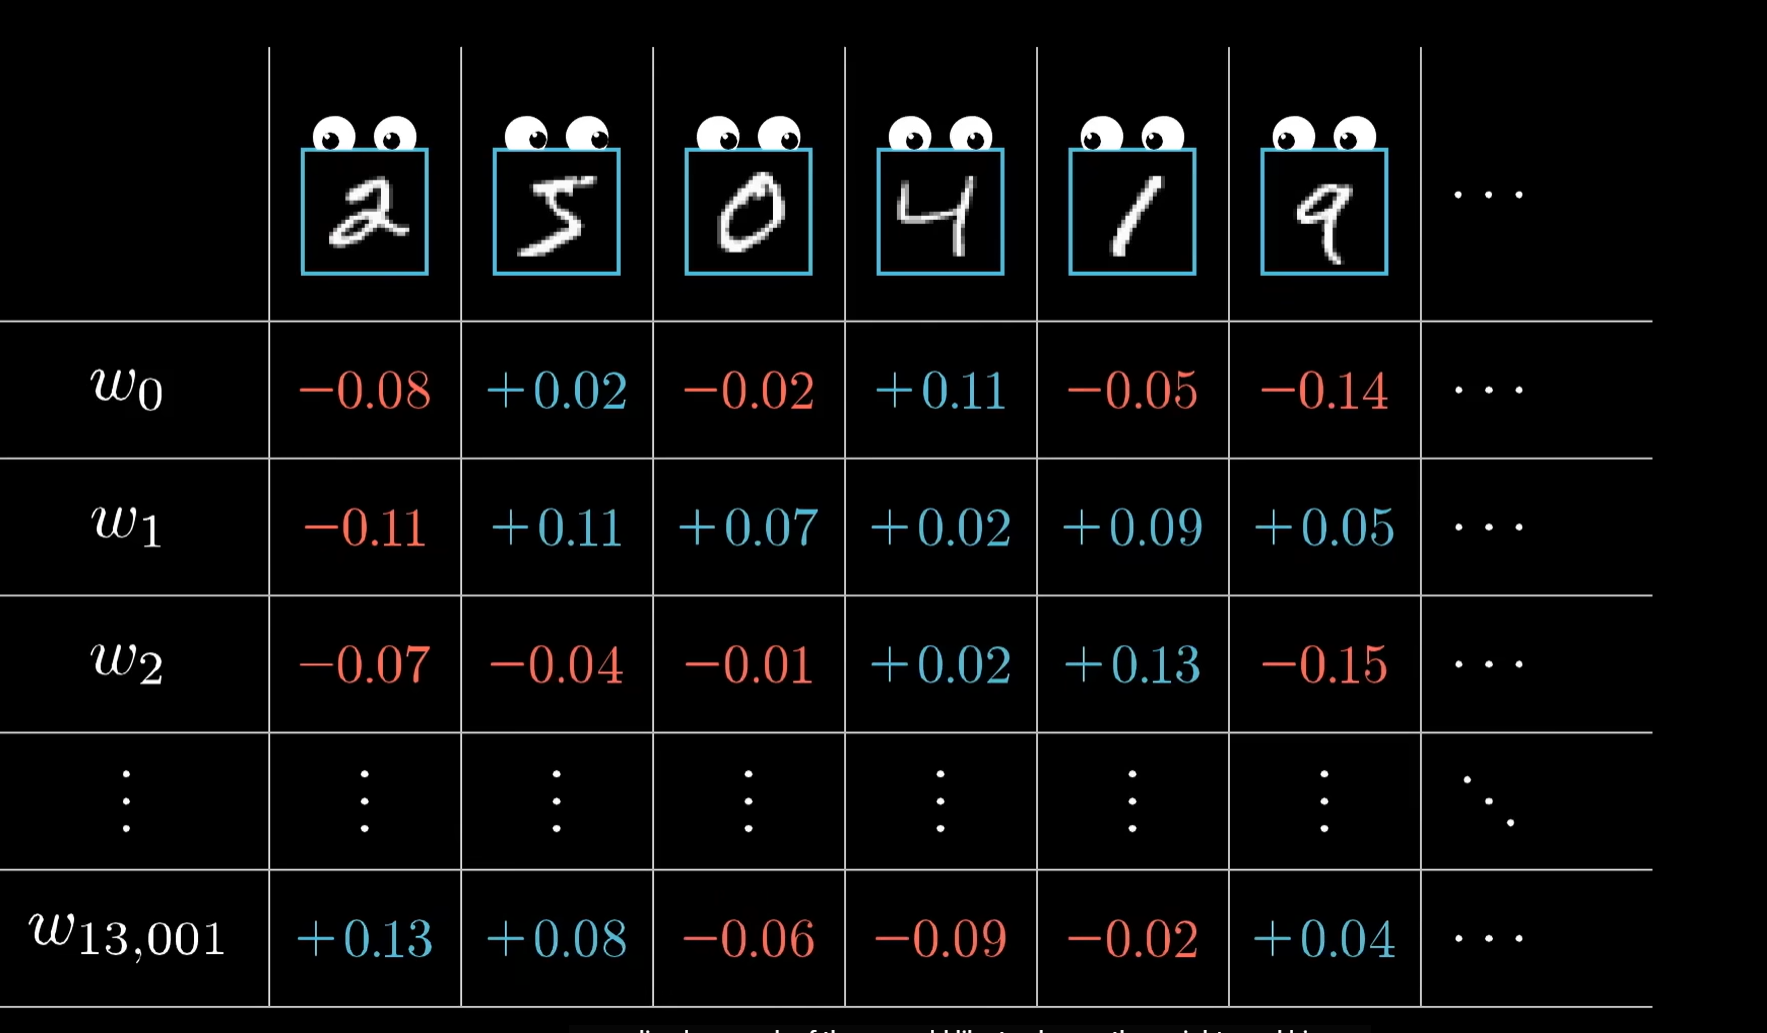 2 5 0 4 1 9 ...
w₀ −0.08 +0.02 −0.02 +0.11 −0.05 −0.14 ...
w₁ −0.11 +0.11 +0.07 +0.02 +0.09 +0.05 ...
w₂ −0.07 −0.04 −0.01 +0.02 +0.13 −0.15 ...
⋮ ⋮ ⋮ ⋮ ⋮ ⋮ ⋮ ⋱
w₁₃,₀₀₁ +0.13 +0.08 −0.06 −0.09 −0.02 +0.04 ...